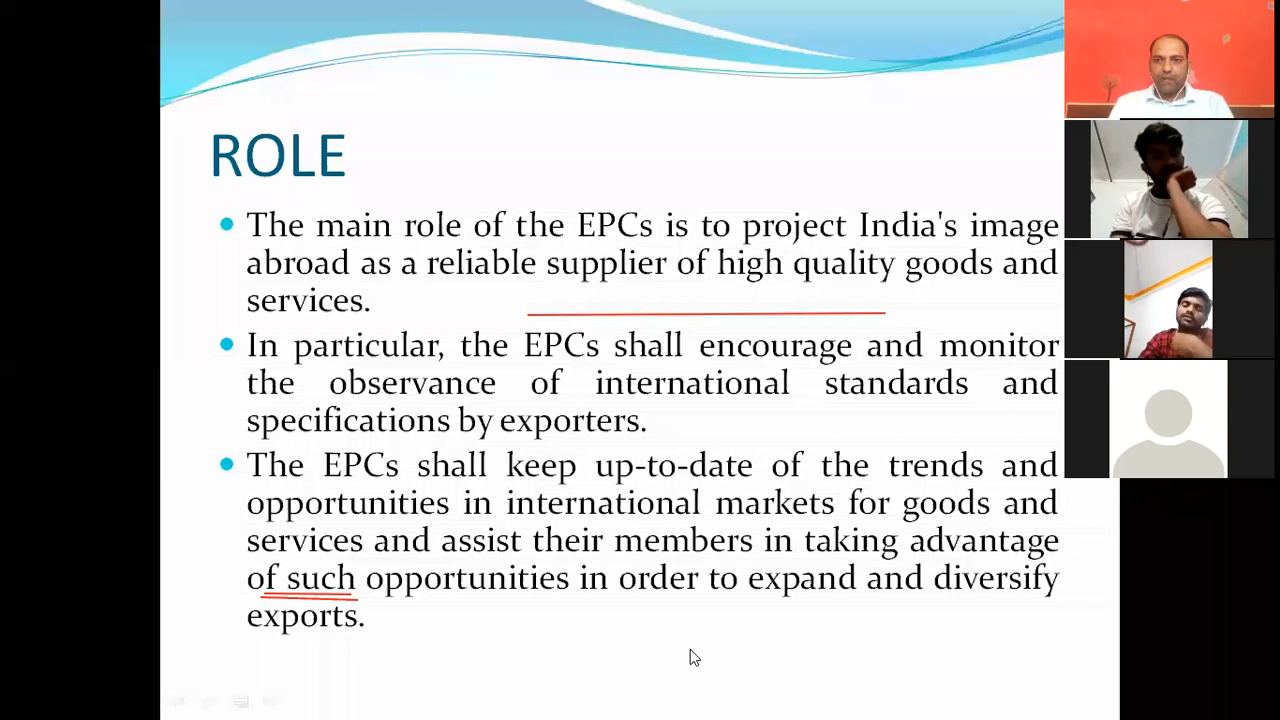 ROLE
The main role of the EPCs is to project India's image
abroad as a reliable supplier of high quality goods and
services.
In particular, the EPCs shall encourage and monitor
the observance of international standards and
specifications by exporters.
The EPCs shall keep up-to-date of the trends and
opportunities in international markets for goods and
services and assist their members in taking advantage
of such opportunities in order to expand and diversify
exports.